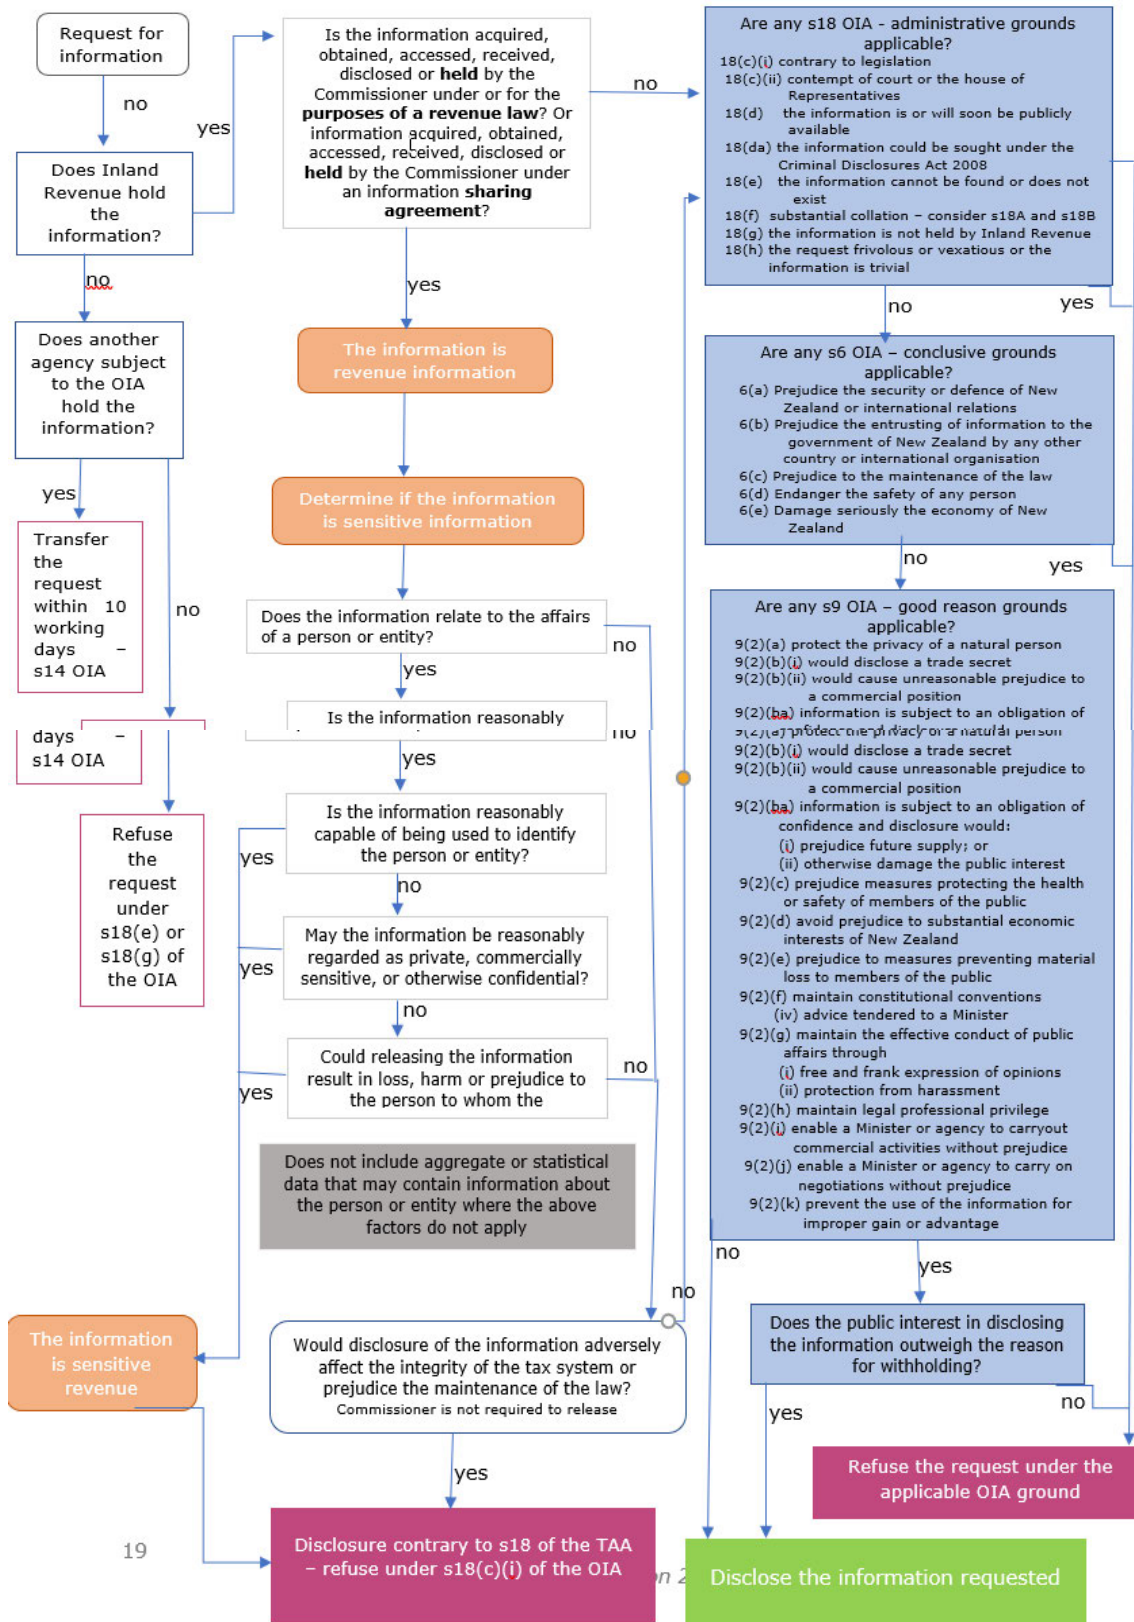 Request for
information
no
yes
Does Inland
Revenue hold
the
information?
no
Does another
agency subject
to the OIA
hold the
information?
yes
no
Transfer
the
request
within 10
working
days –
s14 OIA
days –
s14 OIA
Refuse
the
request
under
s18(e) or
s18(g) of
the OIA
Is the information acquired,
obtained, accessed, received,
disclosed or held by the
Commissioner under or for the
purposes of a revenue law? Or
information acquired, obtained,
accessed, received, disclosed or
held by the Commissioner under
an information sharing
agreement?
no
yes
The information is
revenue information
Determine if the information
is sensitive information
Does the information relate to the affairs
of a person or entity?
no
yes
Is the information reasonably
no
yes
Is the information reasonably
capable of being used to identify
the person or entity?
yes
no
May the information be reasonably
regarded as private, commercially
sensitive, or otherwise confidential?
yes
no
Could releasing the information
result in loss, harm or prejudice to
the person to whom the
no
yes
Does not include aggregate or statistical
data that may contain information about
the person or entity where the above
factors do not apply
The information
is sensitive
revenue
no
Would disclosure of the information adversely
affect the integrity of the tax system or
prejudice the maintenance of the law?
Commissioner is not required to release
yes
Disclosure contrary to s18 of the TAA
– refuse under s18(c)(i) of the OIA
Are any s18 OIA - administrative grounds
applicable?
18(c)(i) contrary to legislation
18(c)(ii) contempt of court or the house of
Representatives
18(d) the information is or will soon be publicly
available
18(da) the information could be sought under the
Criminal Disclosures Act 2008
18(e) the information cannot be found or does not
exist
18(f) substantial collation – consider s18A and s18B
18(g) the information is not held by Inland Revenue
18(h) the request frivolous or vexatious or the
information is trivial
no
yes
Are any s6 OIA – conclusive grounds
applicable?
6(a) Prejudice the security or defence of New
Zealand or international relations
6(b) Prejudice the entrusting of information to the
government of New Zealand by any other
country or international organisation
6(c) Prejudice to the maintenance of the law
6(d) Endanger the safety of any person
6(e) Damage seriously the economy of New
Zealand
no
yes
Are any s9 OIA – good reason grounds
applicable?
9(2)(a) protect the privacy of a natural person
9(2)(b)(i) would disclose a trade secret
9(2)(b)(ii) would cause unreasonable prejudice to
a commercial position
9(2)(ba) information is subject to an obligation of
9(2)(a) protect the privacy of a natural person
9(2)(b)(i) would disclose a trade secret
9(2)(b)(ii) would cause unreasonable prejudice to
a commercial position
9(2)(ba) information is subject to an obligation of
confidence and disclosure would:
(i) prejudice future supply; or
(ii) otherwise damage the public interest
9(2)(c) prejudice measures protecting the health
or safety of members of the public
9(2)(d) avoid prejudice to substantial economic
interests of New Zealand
9(2)(e) prejudice to measures preventing material
loss to members of the public
9(2)(f) maintain constitutional conventions
(iv) advice tendered to a Minister
9(2)(g) maintain the effective conduct of public
affairs through
(i) free and frank expression of opinions
(ii) protection from harassment
9(2)(h) maintain legal professional privilege
9(2)(i) enable a Minister or agency to carryout
commercial activities without prejudice
9(2)(j) enable a Minister or agency to carry on
negotiations without prejudice
9(2)(k) prevent the use of the information for
improper gain or advantage
no
yes
Does the public interest in disclosing
the information outweigh the reason
for withholding?
yes
no
Refuse the request under the
applicable OIA ground
Disclose the information requested
19
on 2